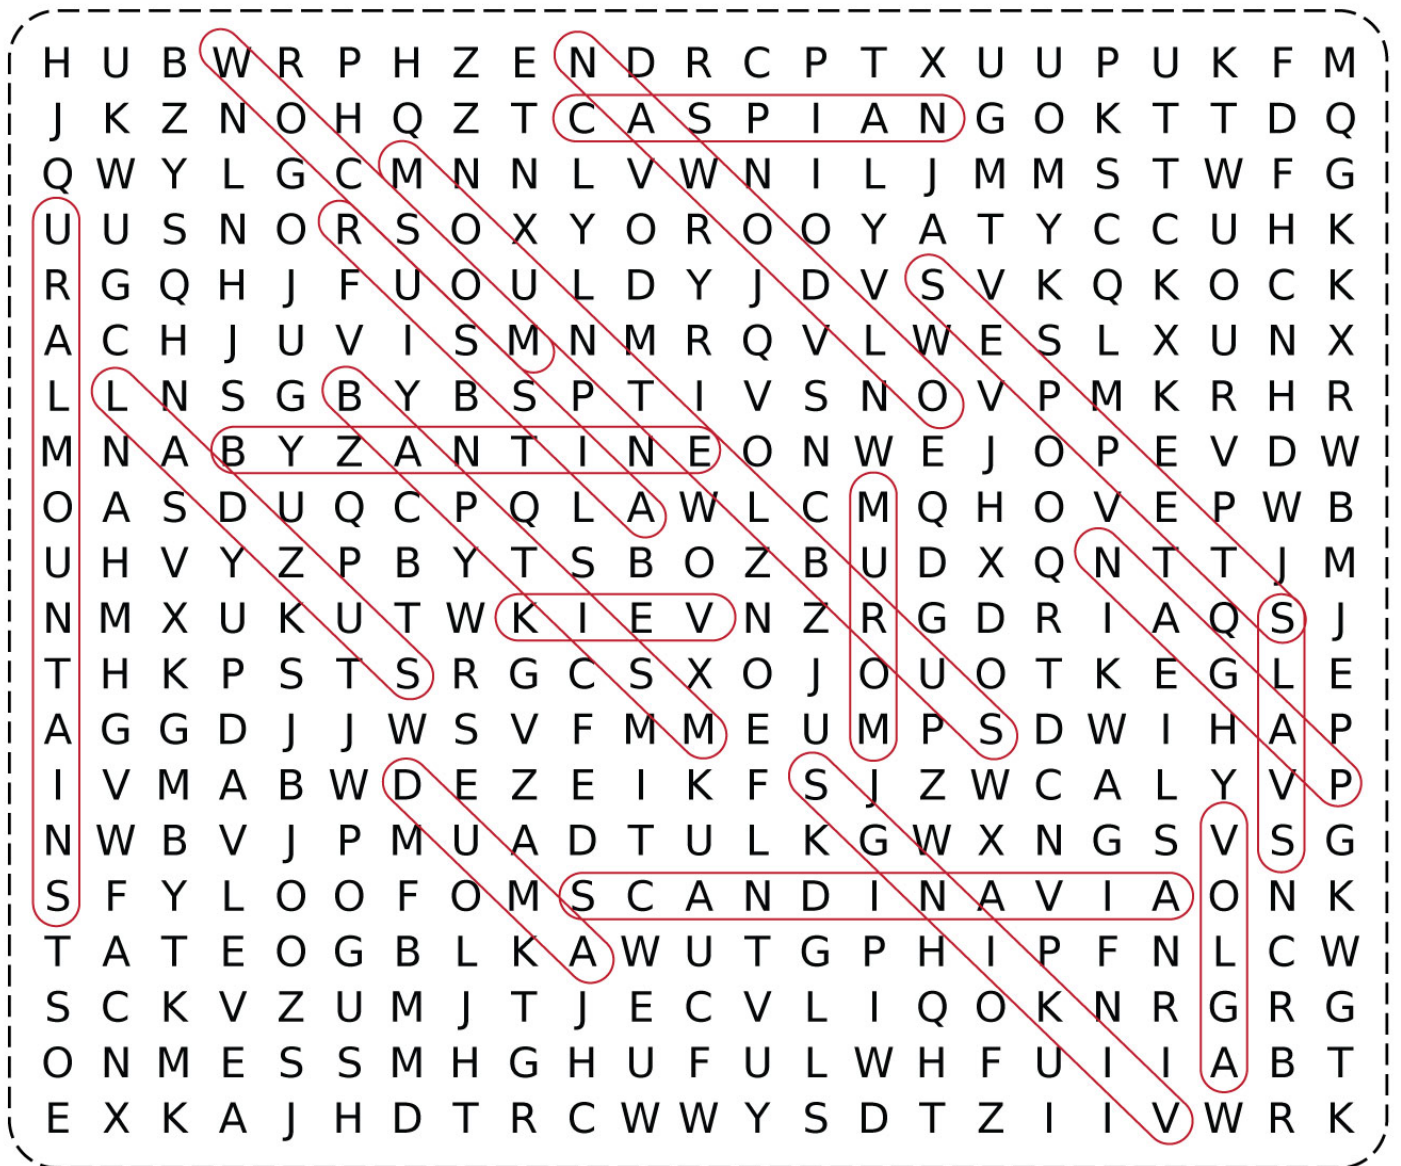 H U B W R P H Z E N D R C P T X U U P U K F M
J K Z N O H Q Z T C A S P I A N G O K T T D Q
Q W Y L G C M N N L V W N I L J M M S T W F G
U U S N O R S O X Y O R O O Y A T Y C C U H K
R G Q H J F U O U L D Y J D V S V K Q K O C K
A C H J U V I S M N M R Q V L W E S L X U N X
L L N S G B Y B S P T I V S N O V P M K R H R
M N A B Y Z A N T I N E O N W E J O P E V D W
O A S D U Q C P Q L A W L C M Q H O V E P W B
U H V Y Z P B Y T S B O Z B U D X Q N T T J M
N M X U K U T W K I E V N Z R G D R I A Q S J
T H K P S T S R G C S X O J O U O T K E G L E
A G G D J J W S V F M M E U M P S D W I H A P
I V M A B W D E Z E I K F S J Z W C A L Y V P
N W B V J P M U A D T U L K G W X N G S V S G
S F Y L O O F O M S C A N D I N A V I A O N K
T A T E O G B L K A W U T G P H I P F N L C W
S C K V Z U M J T J E C V L I Q O K N R G R G
O N M E S S M H G H U F U L W H F U I I A B T
E X K A J H D T R C W W Y S D T Z I I V W R K